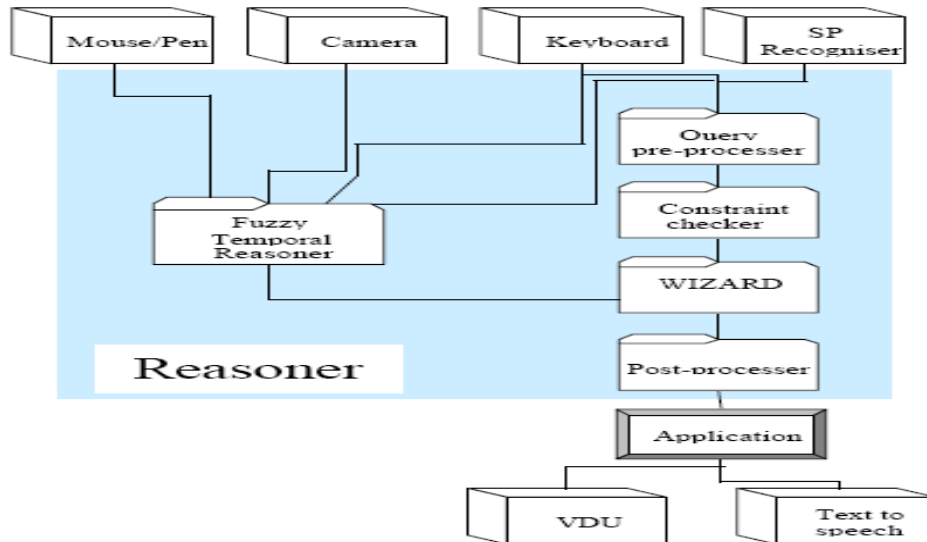 Mouse/Pen
Camera
Keyboard
SP
Recogniser
Query
pre-processer
Constraint
checker
Fuzzy
Temporal
Reasoner
WIZARD
Reasoner
Post-processer
Application
VDU
Text to
speech